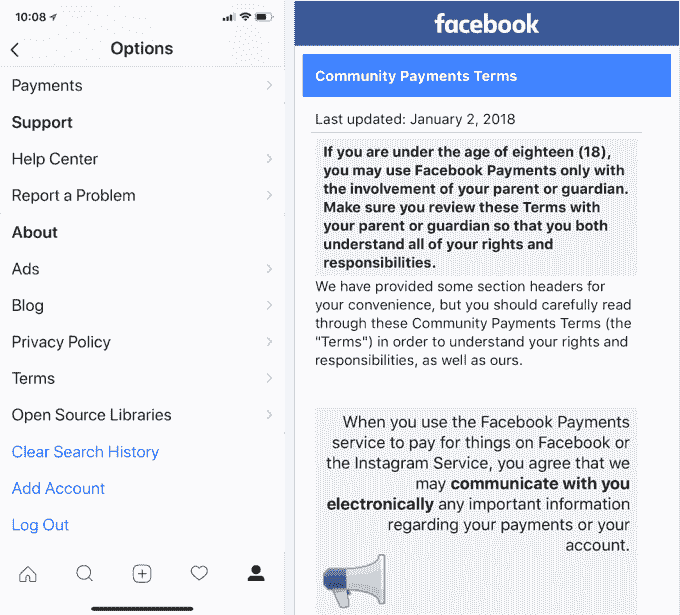 10:08
Options
Payments
Support
Help Center
Report a Problem
About
Ads
Blog
Privacy Policy
Terms
Open Source Libraries
Clear Search History
Add Account
Log Out
facebook
Community Payments Terms
Last updated: January 2, 2018
If you are under the age of eighteen (18),
you may use Facebook Payments only with
the involvement of your parent or guardian.
Make sure you review these Terms with
your parent or guardian so that you both
understand all of your rights and
responsibilities.
We have provided some section headers for
your convenience, but you should carefully read
through these Community Payments Terms (the
"Terms") in order to understand your rights and
responsibilities, as well as ours.
When you use the Facebook Payments
service to pay for things on Facebook or
the Instagram Service, you agree that we
may communicate with you
electronically any important information
regarding your payments or your
account.